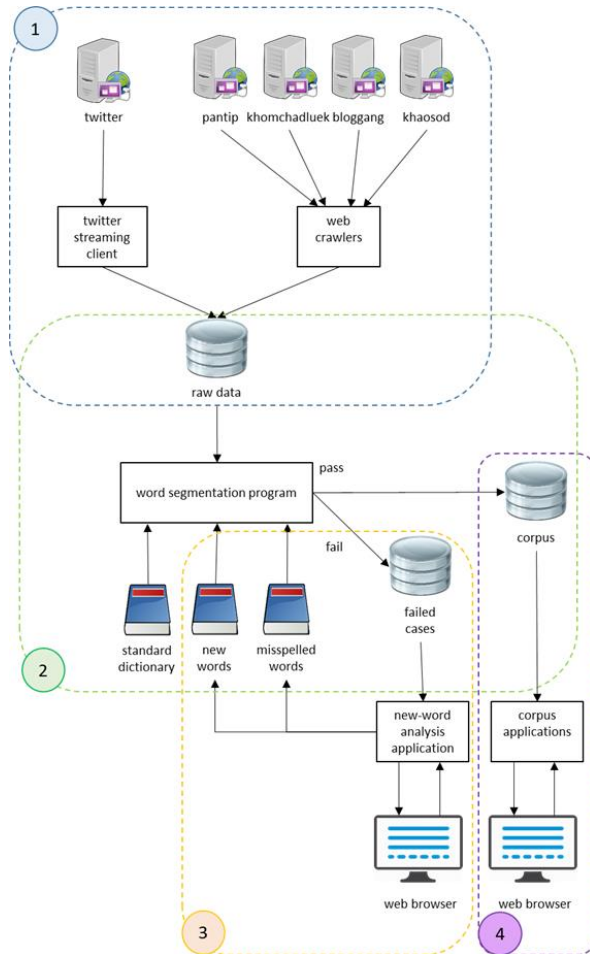 1
twitter
pantip khomchadluek bloggang khaosod
twitter
streaming
client
web
crawlers
raw data
word segmentation program
pass
fail
corpus
failed
cases
standard
dictionary
new
words
misspelled
words
2
new-word
analysis
application
corpus
applications
web browser
web browser
3
4